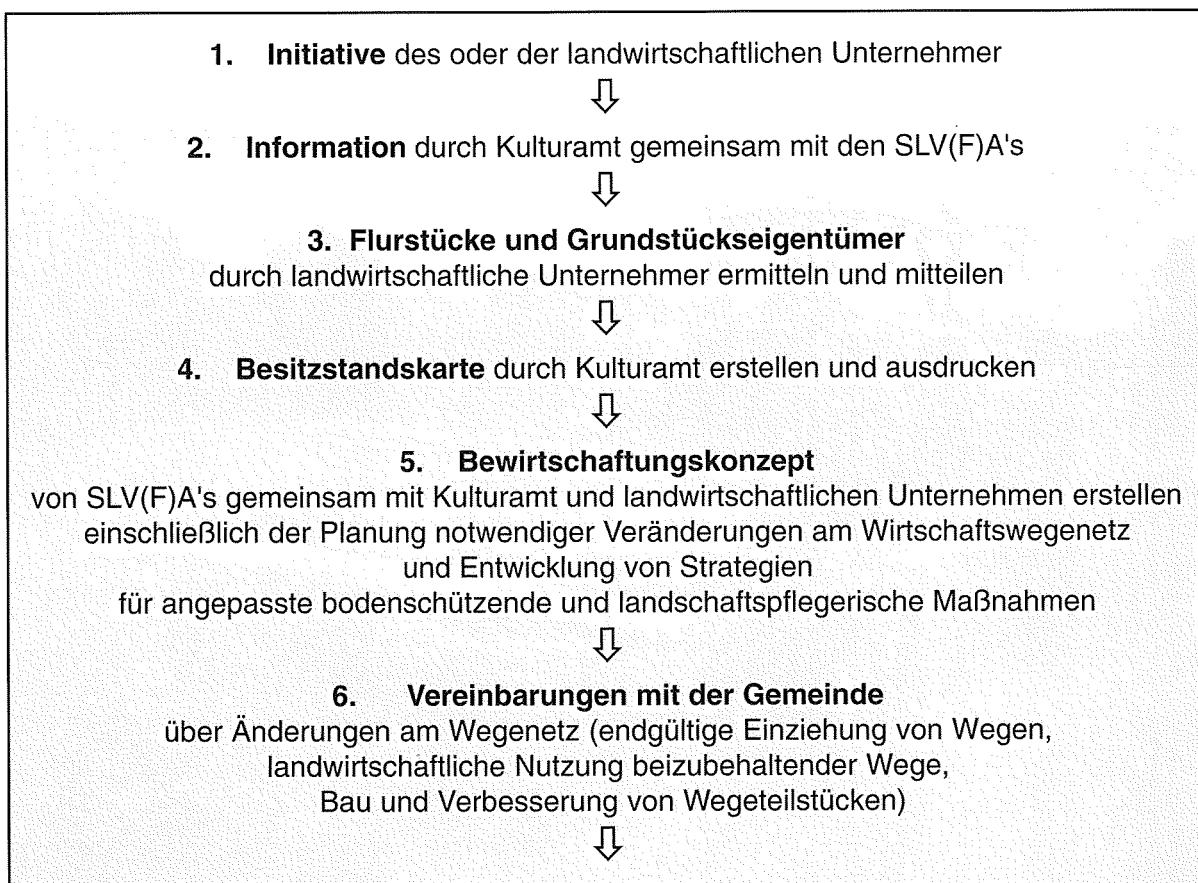 1. Initiative des oder der landwirtschaftlichen Unternehmer
2. Information durch Kulturamt gemeinsam mit den SLV(F)A's
3. Flurstücke und Grundstückseigentümer
durch landwirtschaftliche Unternehmer ermitteln und mitteilen
4. Besitzstandskarte durch Kulturamt erstellen und ausdrucken
5. Bewirtschaftungskonzept
von SLV(F)A's gemeinsam mit Kulturamt und landwirtschaftlichen Unternehmen erstellen
einschließlich der Planung notwendiger Veränderungen am Wirtschaftswegenetz
und Entwicklung von Strategien
für angepasste bodenschützende und landschaftspflegerische Maßnahmen
6. Vereinbarungen mit der Gemeinde
über Änderungen am Wegenetz (endgültige Einziehung von Wegen,
landwirtschaftliche Nutzung beizubehaltender Wege,
Bau und Verbesserung von Wegeteilstücken)